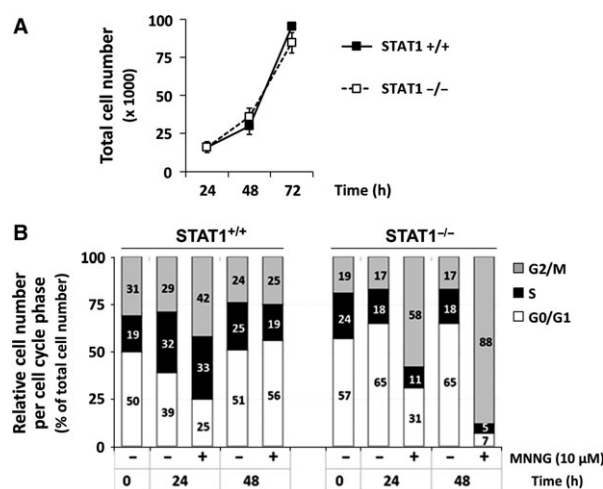 A
Total cell number
(x 1000)
100
75
50
25
0
24 48 72 Time (h)
STAT1 +/+
STAT1 −/−
B
STAT1+/+ STAT1−/−
Relative cell number
per cell cycle phase
(% of total cell number)
100
75
50
25
0
31 29 42 24 25 19 17 58 17 88
19 32 33 25 19 24 18 11 18 5
50 39 25 51 56 57 65 31 65 7
G2/M
S
G0/G1
− − + − + − − + − + MNNG (10 μM)
0 24 48 0 24 48 Time (h)